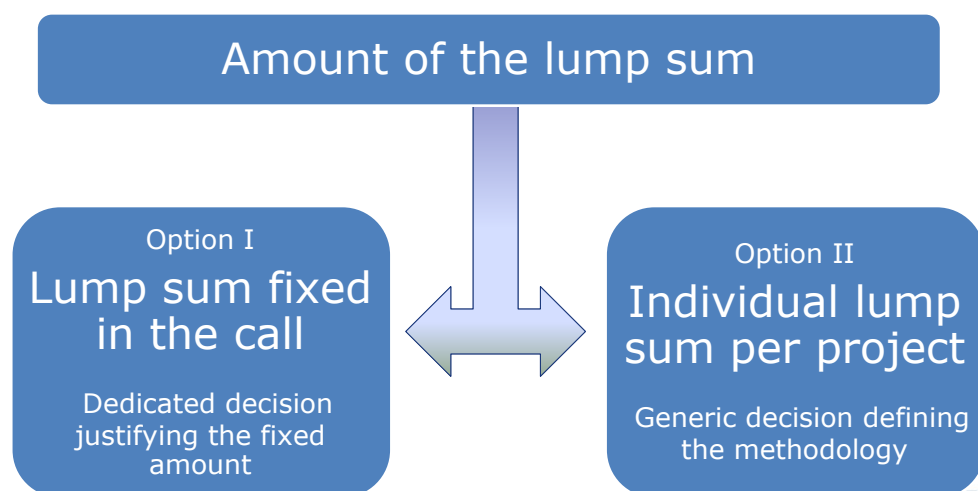 Amount of the lump sum
Option I
Lump sum fixed
in the call
Dedicated decision
justifying the fixed
amount
Option II
Individual lump
sum per project
Generic decision defining
the methodology